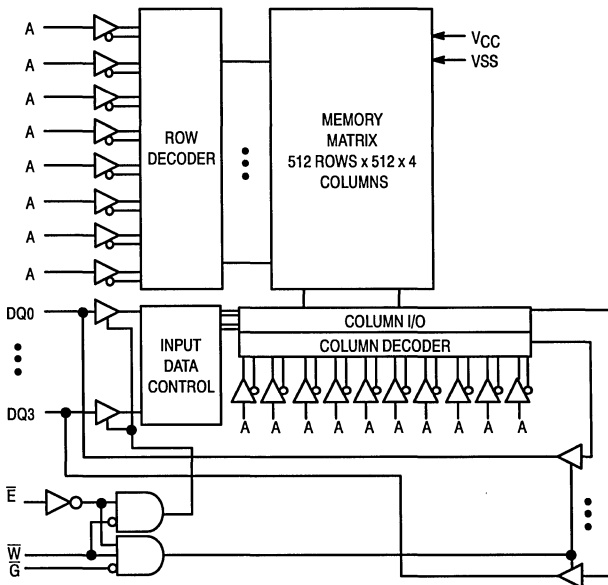 A
A
A
A
A
A
A
A
ROW
DECODER
MEMORY
MATRIX
512 ROWS x 512 x 4
COLUMNS
VCC
VSS
DQ0
DQ3
INPUT
DATA
CONTROL
COLUMN I/O
COLUMN DECODER
A A A A A A A A A A
E
W
G